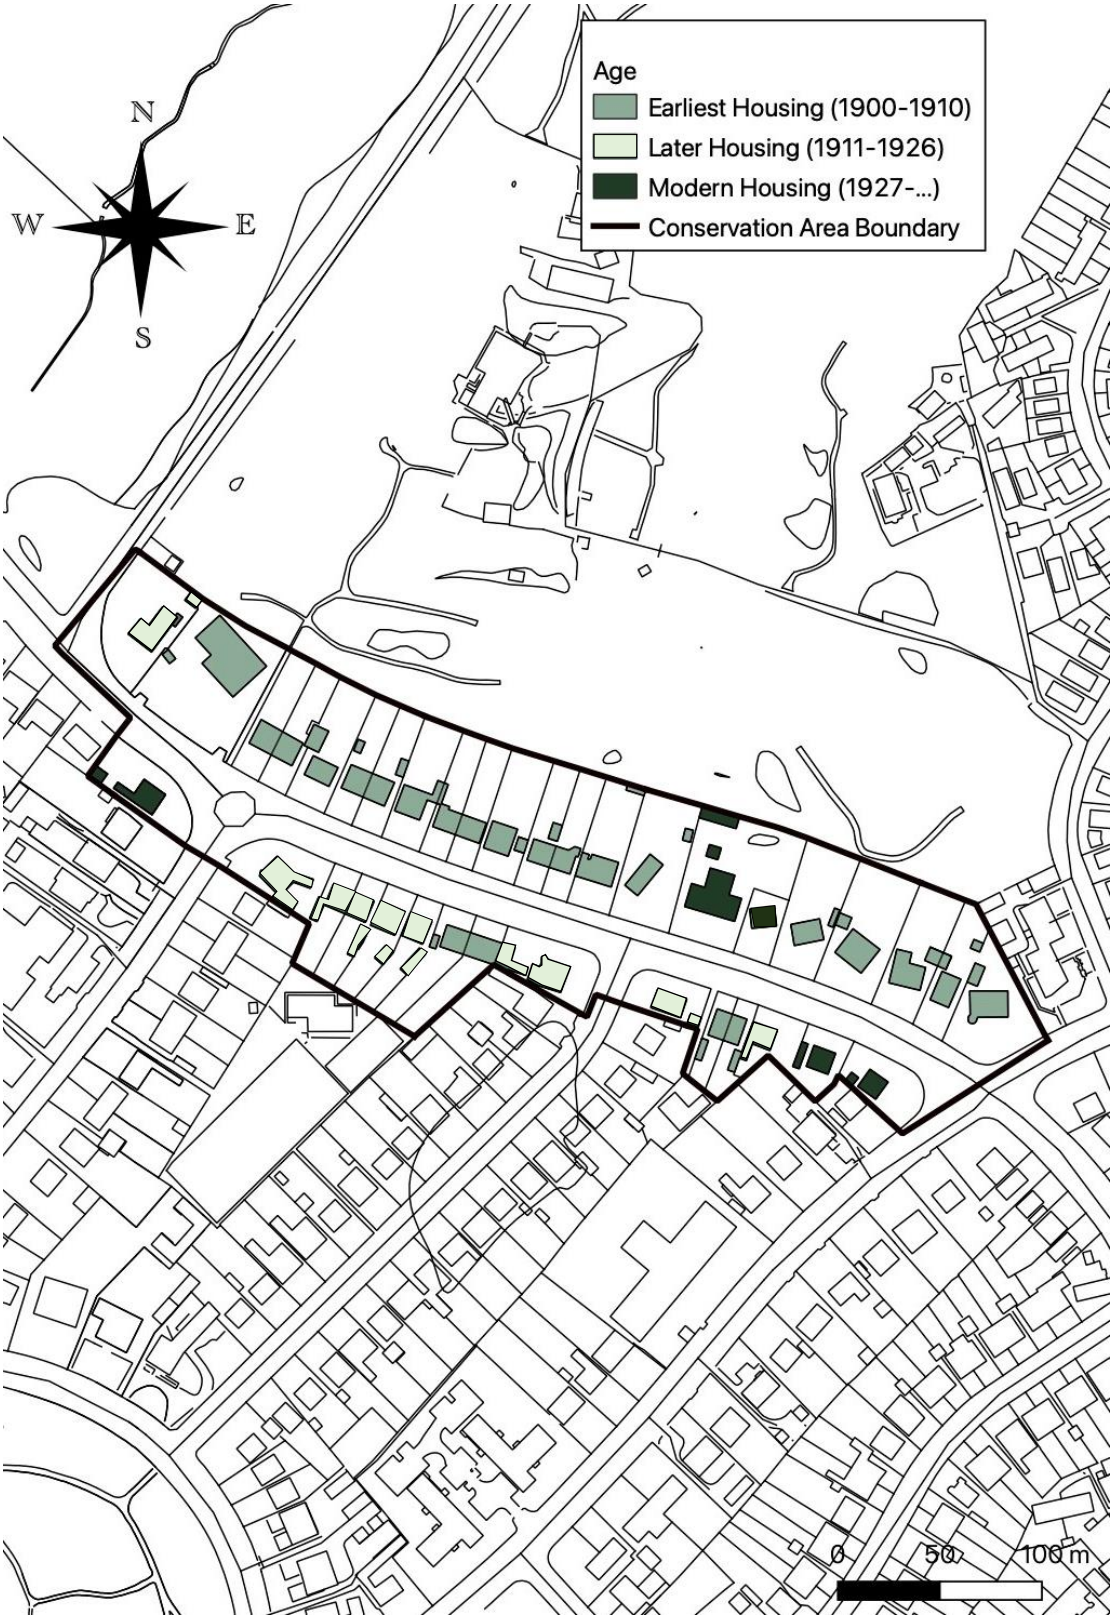 Age
Earliest Housing (1900-1910)
Later Housing (1911-1926)
Modern Housing (1927-...)
Conservation Area Boundary
N
W E
S
0 50 100 m